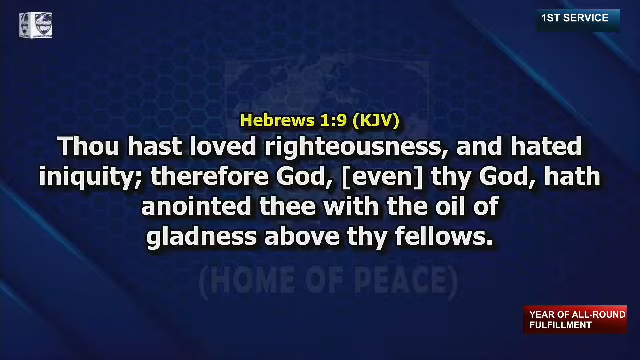 1ST SERVICE
Hebrews 1:9 (KJV)
Thou hast loved righteousness, and hated
iniquity; therefore God, [even] thy God, hath
anointed thee with the oil of
gladness above thy fellows.
(HOME OF PEACE)
YEAR OF ALL-ROUND
FULFILLMENT